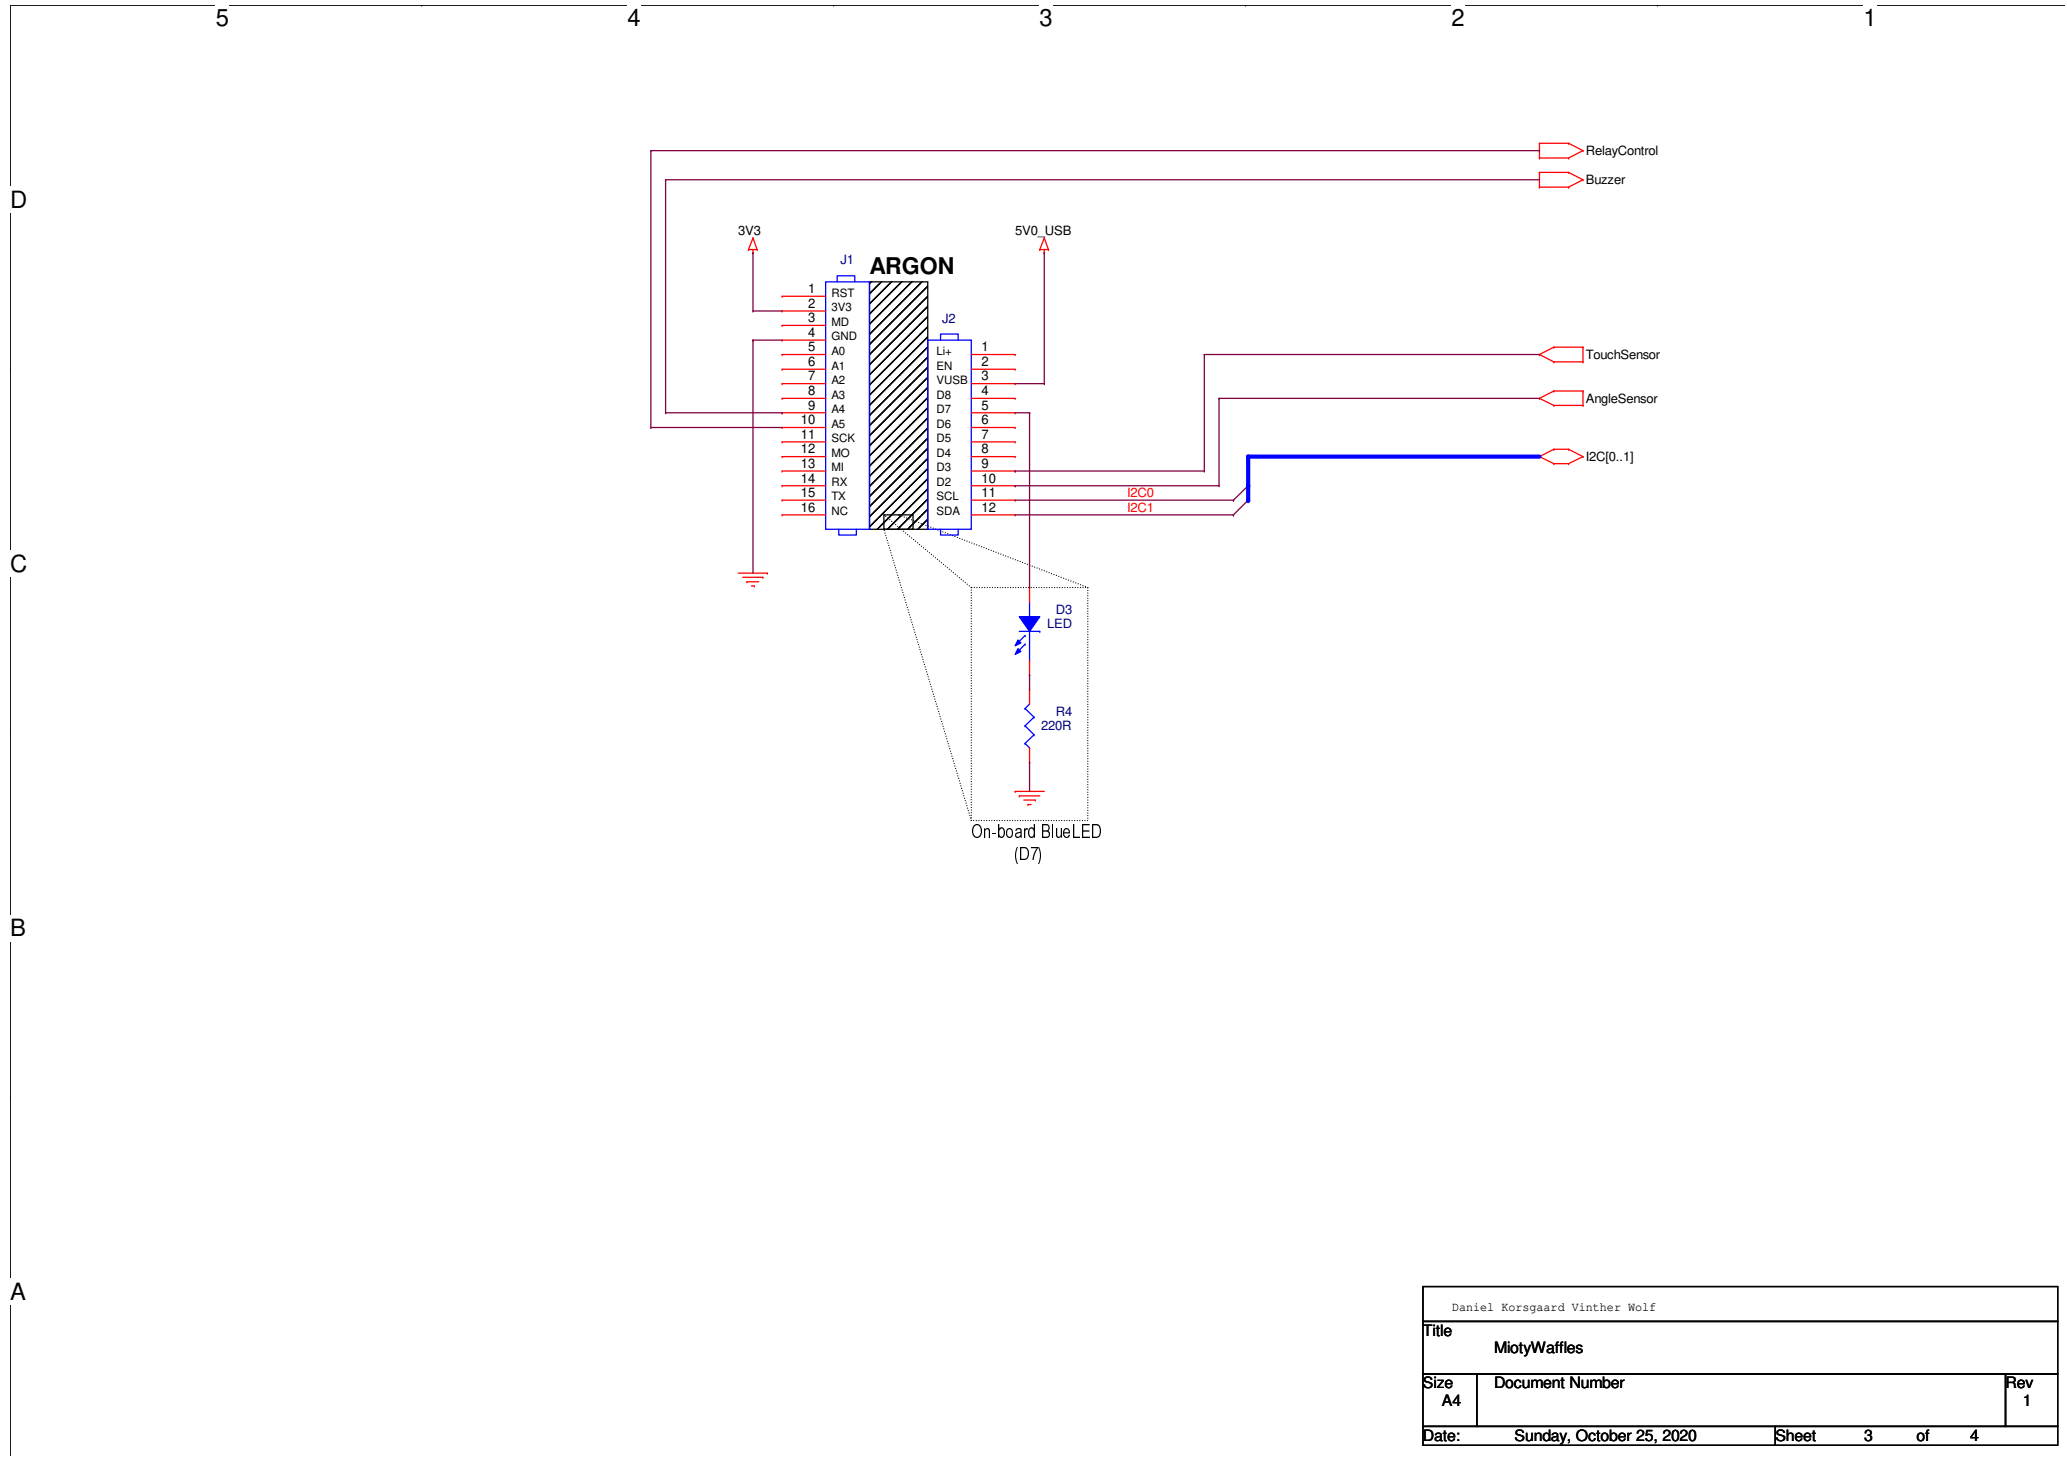 5 4 3 2 1
RelayControl
D
Buzzer
3V3
5V0_USB
J1
ARGON
1 RST
2 3V3
3 MD
4 GND
5 A0
6 A1
7 A2
8 A3
9 A4
10 A5
11 SCK
12 MO
13 MI
14 RX
15 TX
16 NC
J2
Li+ 1
EN 2
VUSB 3
D8 4
D7 5
D6 6
D5 7
D4 8
D3 9
D2 10
SCL 11
SDA 12
TouchSensor
AngleSensor
I2C[0..1]
I2C0
I2C1
C
D3
LED
R4
220R
On-board BlueLED
(D7)
B
A
Daniel Korsgaard Vinther Wolf
Title
MiotyWaffles
Size Document Number Rev
A4 1
Date: Sunday, October 25, 2020 Sheet 3 of 4